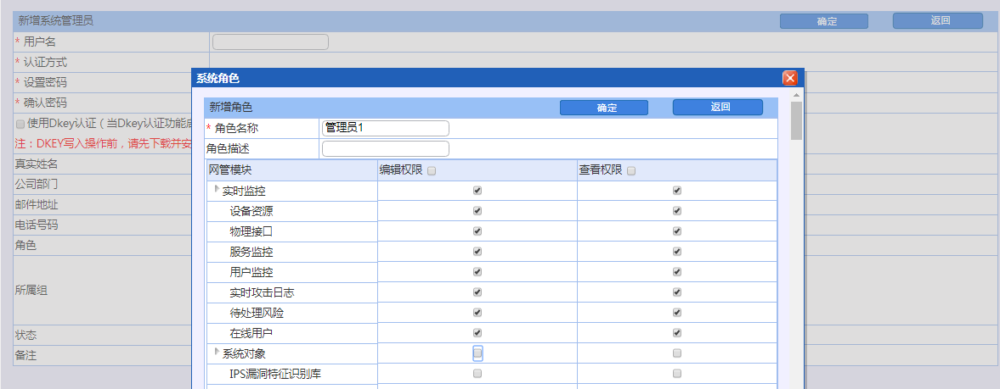 新增系统管理员 确定 返回
* 用户名
* 认证方式
* 设置密码
* 确认密码
使用Dkey认证（当Dkey认证功能
注：DKEY写入操作前，请先下载并安
真实姓名
公司部门
邮件地址
电话号码
角色
所属组
状态
备注
系统角色
新增角色 确定 返回
* 角色名称 管理员1
角色描述
网管模块 编辑权限 查看权限
实时监控
设备资源
物理接口
服务监控
用户监控
实时攻击日志
待处理风险
在线用户
系统对象
IPS漏洞特征识别库